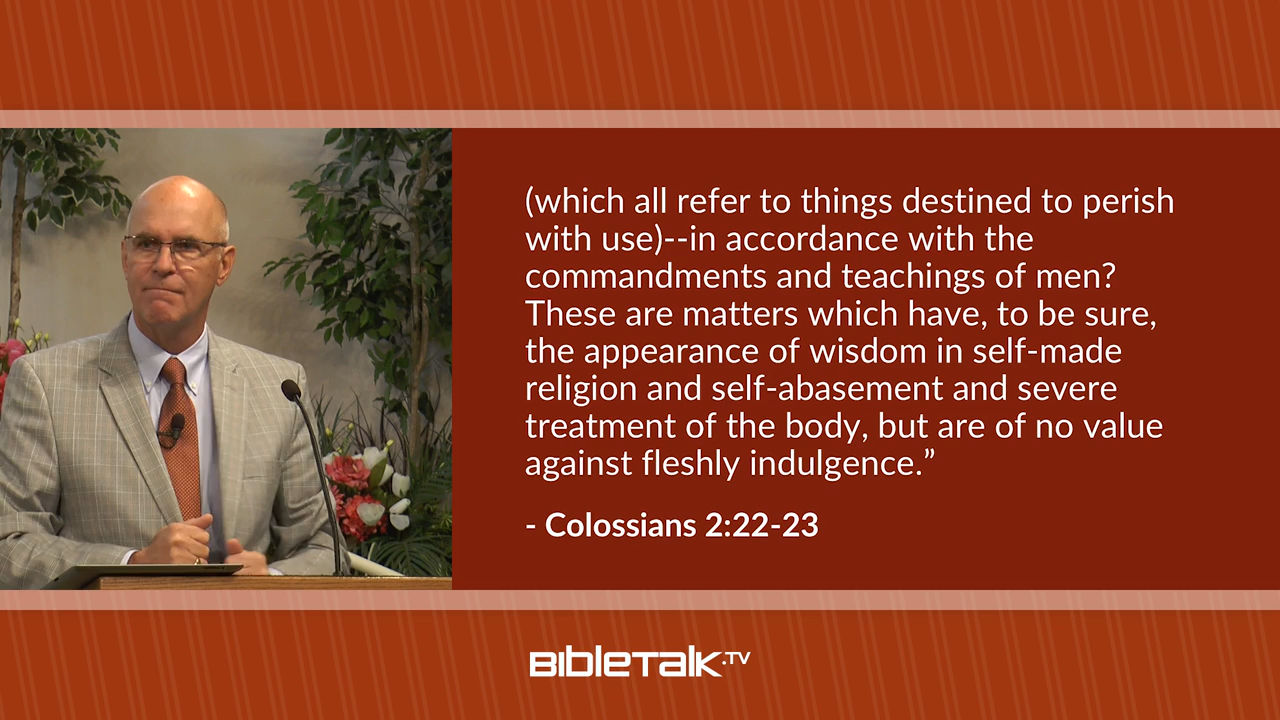 (which all refer to things destined to perish
with use)--in accordance with the
commandments and teachings of men?
These are matters which have, to be sure,
the appearance of wisdom in self-made
religion and self-abasement and severe
treatment of the body, but are of no value
against fleshly indulgence.”
- Colossians 2:22-23
BIBLETALK.TV